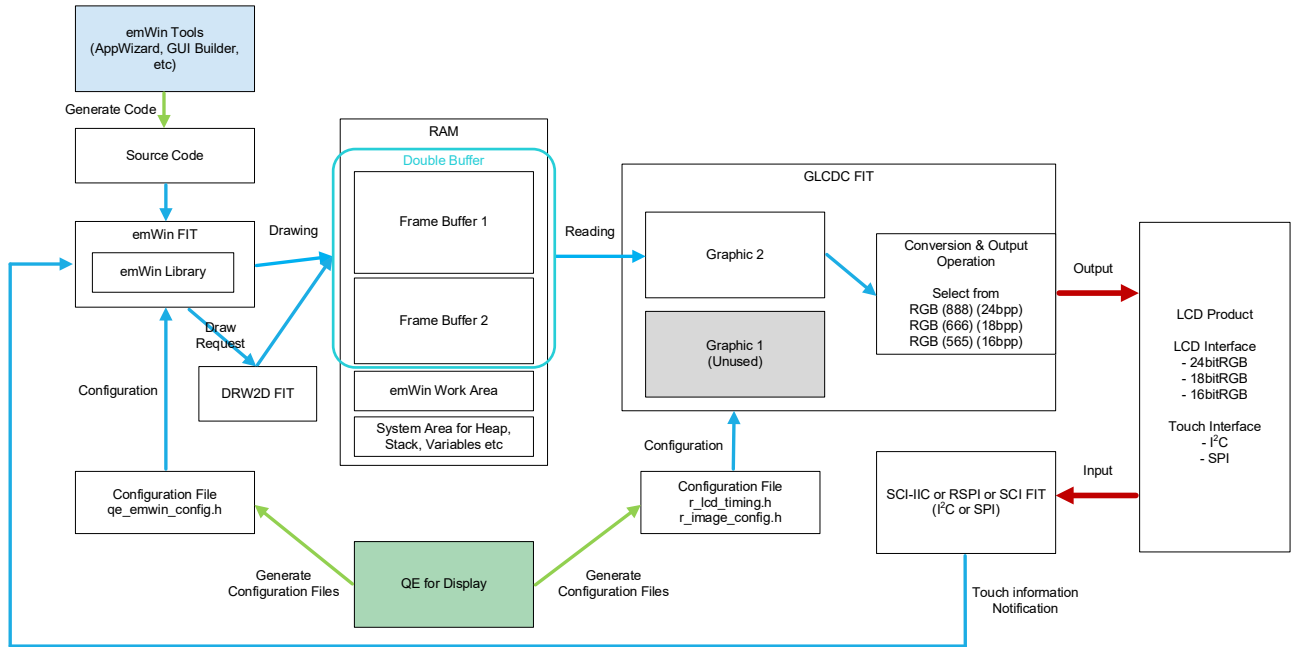 emWin Tools
(AppWizard, GUI Builder,
etc)
Generate Code
Source Code
emWin FIT
emWin Library
Drawing
Draw
Request
DRW2D FIT
Configuration
Configuration File
qe_emwin_config.h
RAM
Double Buffer
Frame Buffer 1
Frame Buffer 2
emWin Work Area
System Area for Heap,
Stack, Variables etc
Reading
GLCDC FIT
Graphic 2
Graphic 1
(Unused)
Conversion & Output
Operation
Select from
RGB (888) (24bpp)
RGB (666) (18bpp)
RGB (565) (16bpp)
Output
LCD Product
LCD Interface
- 24bitRGB
- 18bitRGB
- 16bitRGB
Touch Interface
- I²C
- SPI
Input
SCI-IIC or RSPI or SCI FIT
(I²C or SPI)
Configuration
Configuration File
r_lcd_timing.h
r_image_config.h
QE for Display
Generate
Configuration Files
Generate
Configuration Files
Touch information
Notification